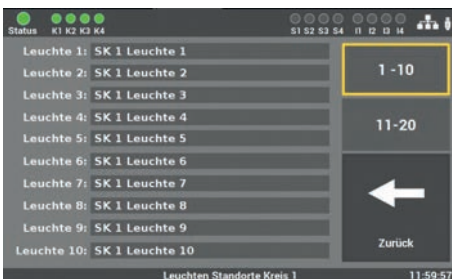 Status K1 K2 K3 K4 S1 S2 S3 S4 I1 I2 I3 I4
Leuchte 1: SK 1 Leuchte 1
Leuchte 2: SK 1 Leuchte 2
Leuchte 3: SK 1 Leuchte 3
Leuchte 4: SK 1 Leuchte 4
Leuchte 5: SK 1 Leuchte 5
Leuchte 6: SK 1 Leuchte 6
Leuchte 7: SK 1 Leuchte 7
Leuchte 8: SK 1 Leuchte 8
Leuchte 9: SK 1 Leuchte 9
Leuchte 10: SK 1 Leuchte 10
1 -10
11-20
Zurück
Leuchten Standorte Kreis 1 11:59:57